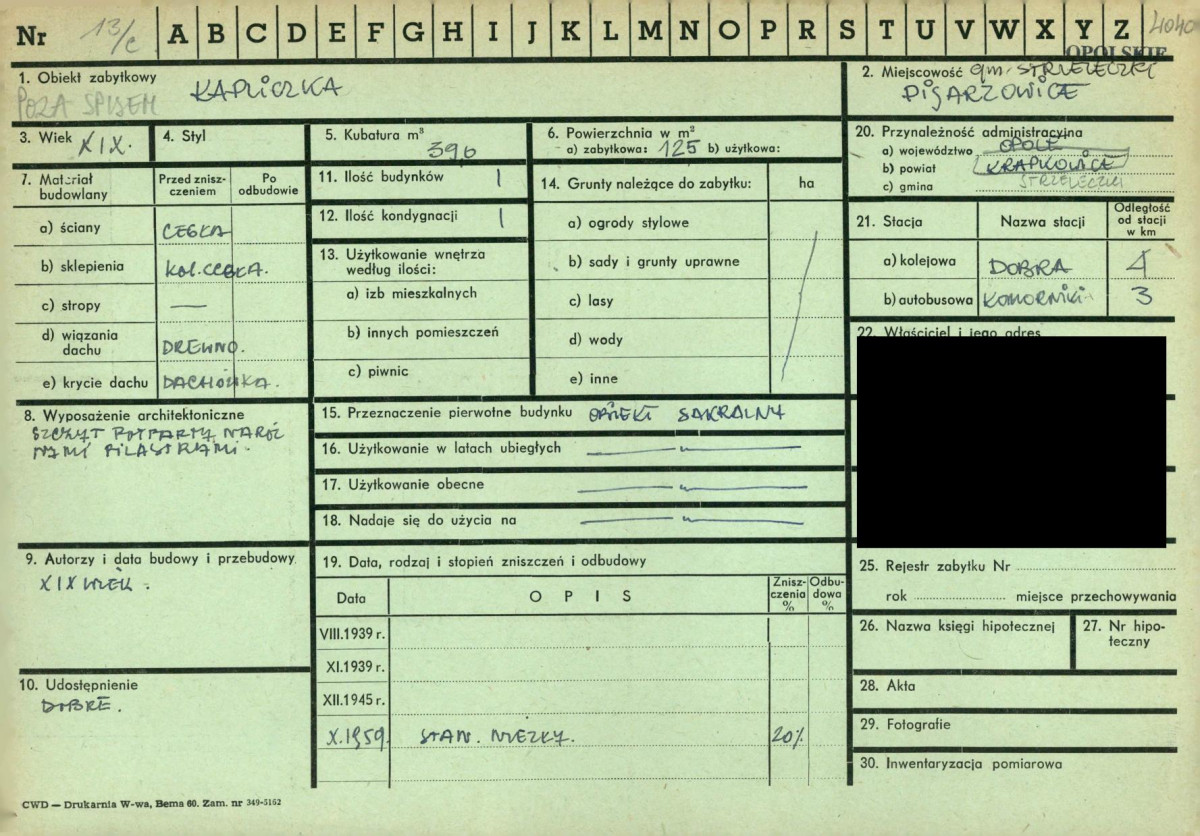 Nr 13/c A B C D E F G H I J K L M N O P R S T U V W X Y Z 4040
OPOLSKIE
1. Obiekt zabytkowy KAPLICZKA
POZA SPISEM
2. Miejscowość gm. STRZELECZKI
PISARZOWICE
3. Wiek XIX.
4. Styl
5. Kubatura m³
390
6. Powierzchnia w m²
a) zabytkowa: 125 b) użytkowa:
20. Przynależność administracyjna
a) województwo OPOLE
b) powiat KRAPKOWICE
c) gmina STRZELECZKI
7. Materiał budowlany
Przed zniszczeniem
Po odbudowie
a) ściany CEGŁA
b) sklepienia KOL. CEGŁA.
c) stropy —
d) wiązania dachu DREWNO.
e) krycie dachu DACHÓWKA.
11. Ilość budynków 1
12. Ilość kondygnacji 1
13. Użytkowanie wnętrza
według ilości:
a) izb mieszkalnych
b) innych pomieszczeń
c) piwnic
14. Grunty należące do zabytku: ha
a) ogrody stylowe
b) sady i grunty uprawne
c) lasy
d) wody
e) inne
21. Stacja
Nazwa stacji
Odległość
od stacji
w km
a) kolejowa DOBRA 4
b) autobusowa KOMORNIKI 3
22. Właściciel i jego adres
8. Wyposażenie architektoniczne
SZCZYT PODPARTY NAROŻ
NAMI PILASTRAMI.
15. Przeznaczenie pierwotne budynku OBIEKT SAKRALNY
16. Użytkowanie w latach ubiegłych — „ —
17. Użytkowanie obecne — „ —
18. Nadaje się do użycia na — „ —
9. Autorzy i data budowy i przebudowy
XIX WIEK.
19. Data, rodzaj i stopień zniszczeń i odbudowy
Data
O P I S
Zniszczenia %
Odbudowa %
VIII.1939 r.
XI.1939 r.
XII.1945 r.
X.1959 STAN. NIEZŁY. 20%
10. Udostępnienie
DOBRE.
25. Rejestr zabytku Nr
rok miejsce przechowywania
26. Nazwa księgi hipotecznej
27. Nr hipo-
teczny
28. Akta
29. Fotografie
30. Inwentaryzacja pomiarowa
CWD — Drukarnia W-wa, Bema 60. Zam. nr 349-5162